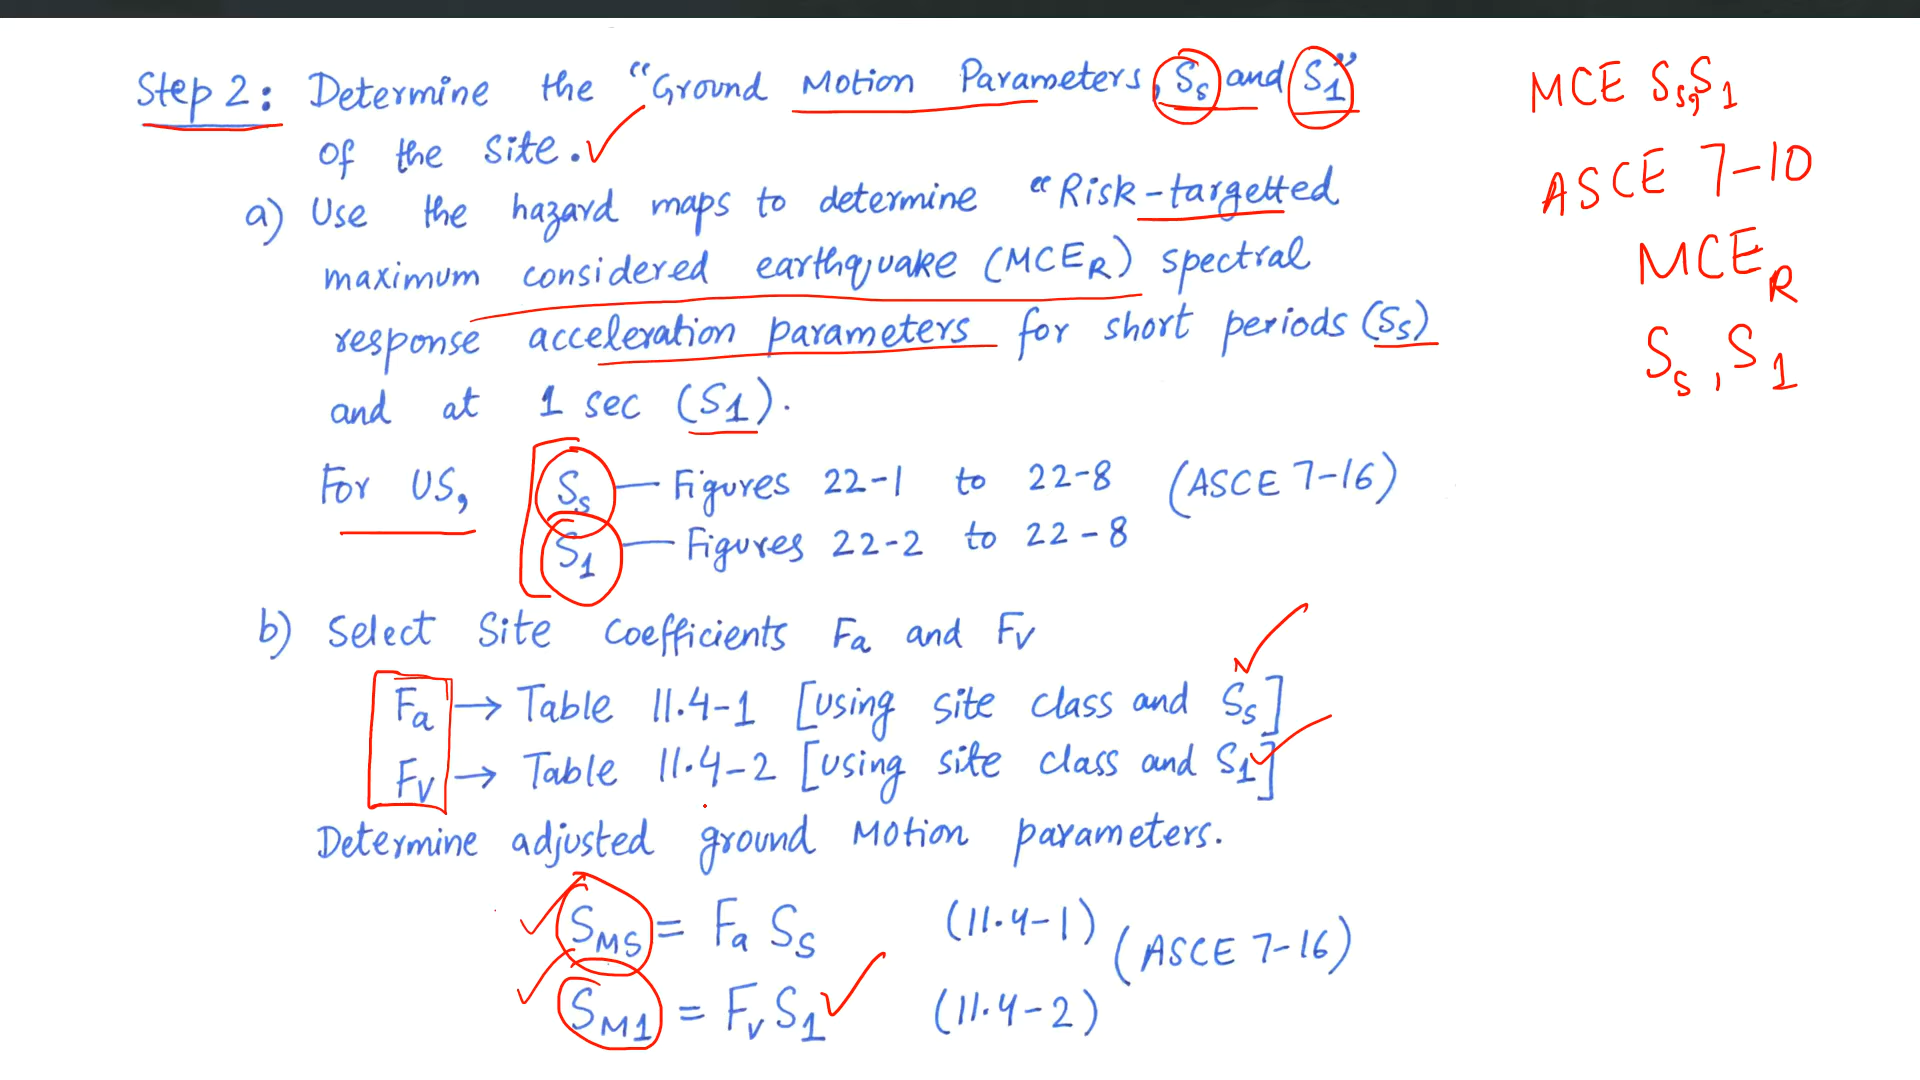 Step 2: Determine the "Ground Motion Parameters, Ss and S1"
of the site.
a) Use the hazard maps to determine "Risk-targetted
maximum considered earthquake (MCER) spectral
response acceleration parameters for short periods (Ss)
and at 1 sec (S1).
For US, Ss — Figures 22-1 to 22-8 (ASCE 7-16)
S1 — Figures 22-2 to 22-8
b) Select Site Coefficients Fa and Fv
Fa → Table 11.4-1 [using site class and Ss]
Fv → Table 11.4-2 [using site class and S1]
Determine adjusted ground Motion parameters.
SMS = Fa Ss (11.4-1)
(ASCE 7-16)
SM1 = Fv S1 (11.4-2)
MCE Ss, S1
ASCE 7-10
MCER
Ss, S1